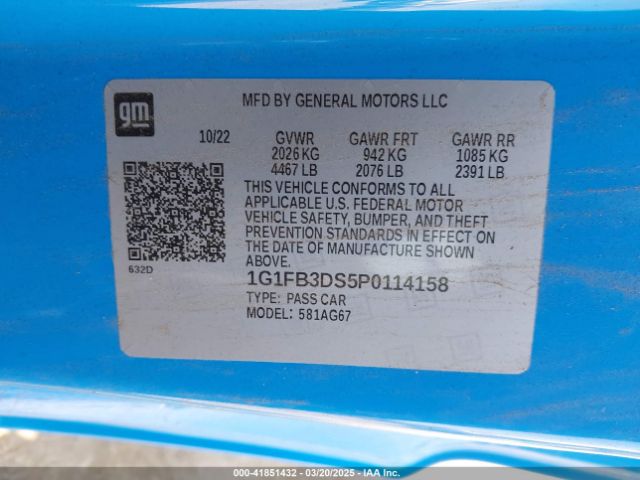 gm
MFD BY GENERAL MOTORS LLC
10/22 GVWR GAWR FRT GAWR RR
2026 KG 942 KG 1085 KG
4467 LB 2076 LB 2391 LB
THIS VEHICLE CONFORMS TO ALL
APPLICABLE U.S. FEDERAL MOTOR
VEHICLE SAFETY, BUMPER, AND THEFT
PREVENTION STANDARDS IN EFFECT ON
THE DATE OF MANUFACTURE SHOWN
ABOVE.
632D
1G1FB3DS5P0114158
TYPE: PASS CAR
MODEL: 581AG67
000-41851432 - 03/20/2025 - IAA Inc.